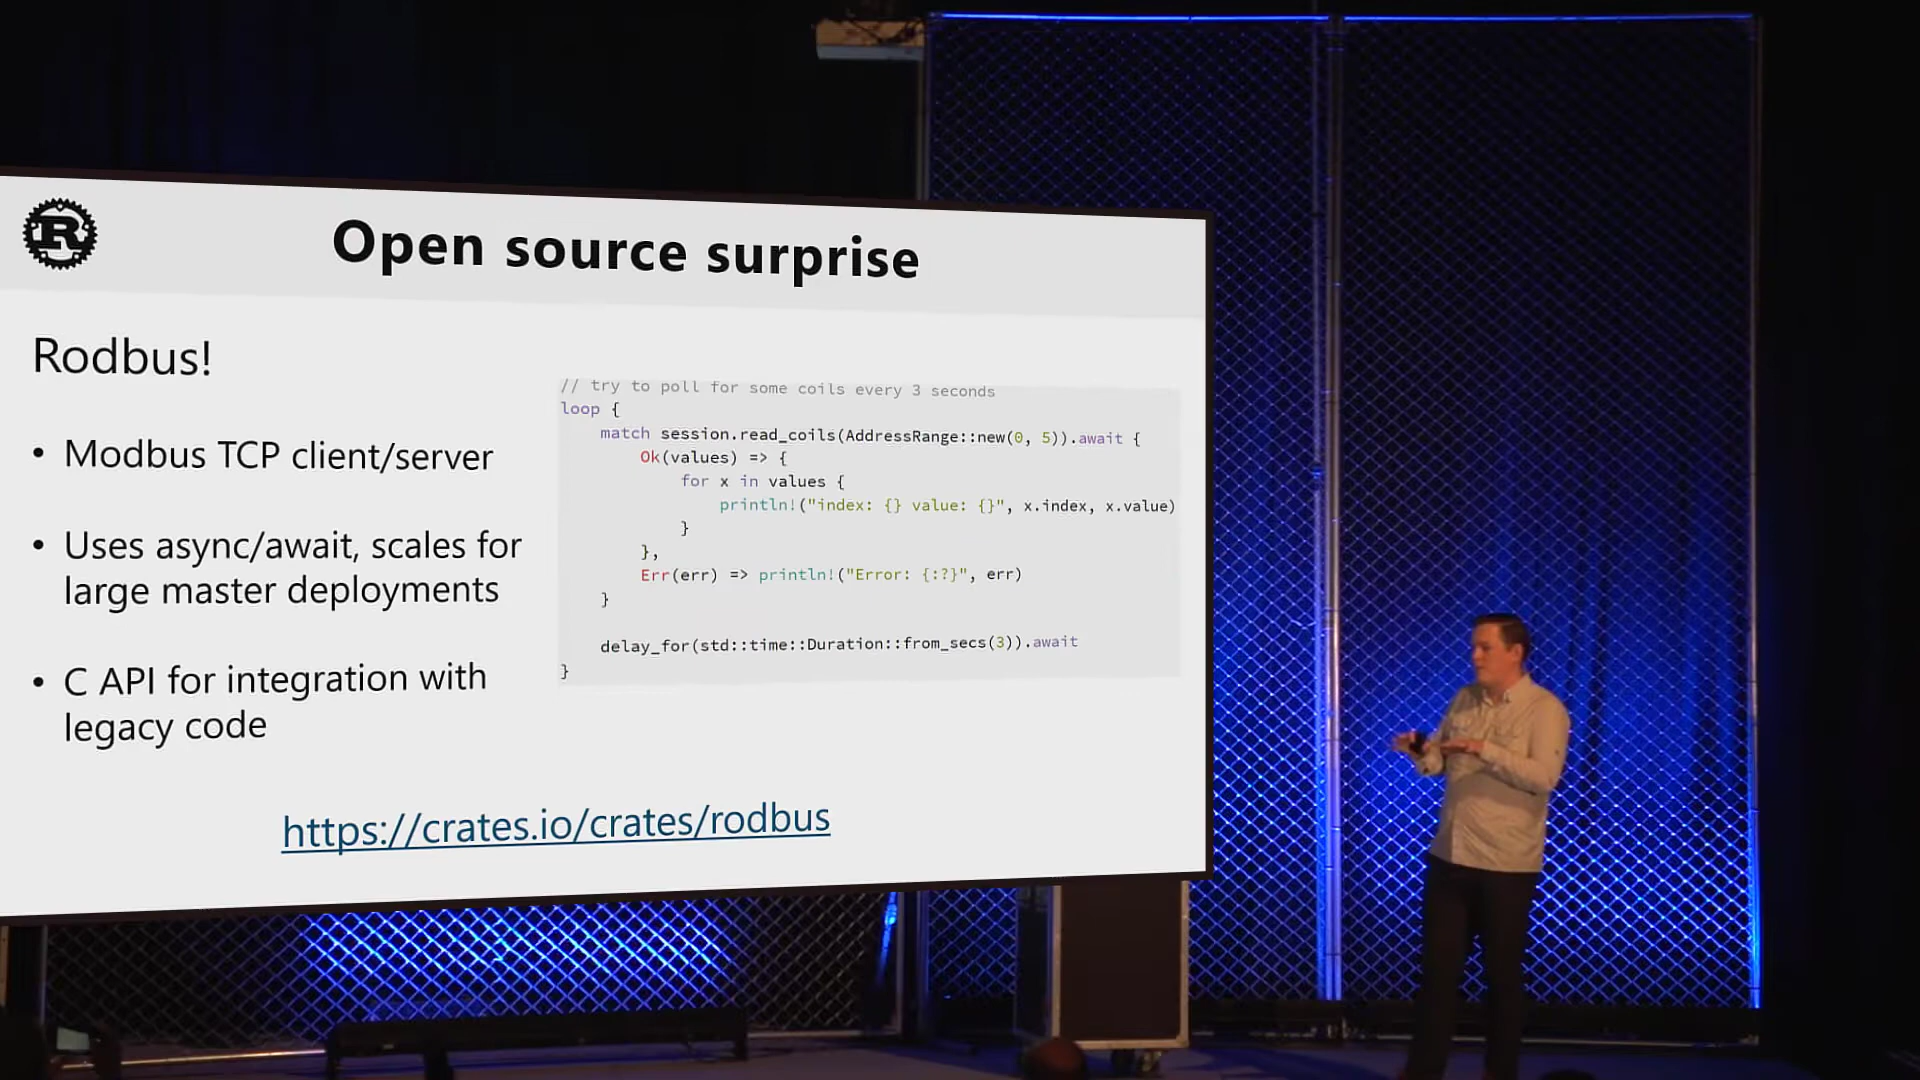 R
Open source surprise
Rodbus!
• Modbus TCP client/server
• Uses async/await, scales for
large master deployments
• C API for integration with
legacy code
// try to poll for some coils every 3 seconds
loop {
    match session.read_coils(AddressRange::new(0, 5)).await {
        Ok(values) => {
            for x in values {
                println!("index: {} value: {}", x.index, x.value)
            }
        },
        Err(err) => println!("Error: {:?}", err)
    }
    delay_for(std::time::Duration::from_secs(3)).await
}
https://crates.io/crates/rodbus